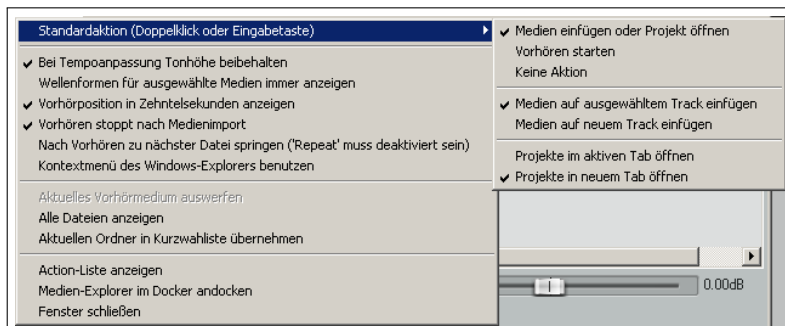 Standardaktion (Doppelklick oder Eingabetaste)
Bei Tempoanpassung Tonhöhe beibehalten
Wellenformen für ausgewählte Medien immer anzeigen
Vorhörposition in Zehntelsekunden anzeigen
Vorhören stoppt nach Medienimport
Nach Vorhören zu nächster Datei springen ('Repeat' muss deaktiviert sein)
Kontextmenü des Windows-Explorers benutzen
Aktuelles Vorhörmedium auswerfen
Alle Dateien anzeigen
Aktuellen Ordner in Kurzwahlliste übernehmen
Action-Liste anzeigen
Medien-Explorer im Docker andocken
Fenster schließen
Medien einfügen oder Projekt öffnen
Vorhören starten
Keine Aktion
Medien auf ausgewähltem Track einfügen
Medien auf neuem Track einfügen
Projekte im aktiven Tab öffnen
Projekte in neuem Tab öffnen
0.00dB